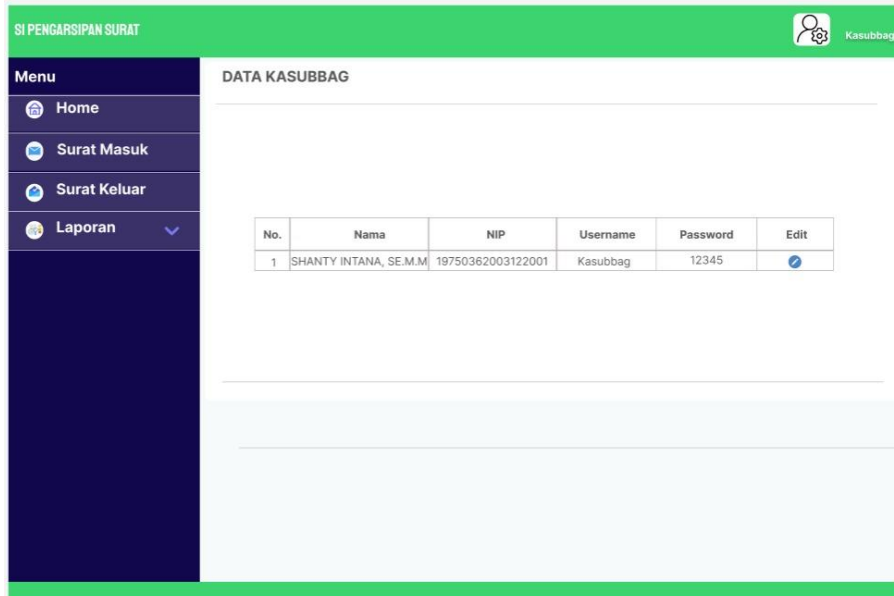 SI PENGARSIPAN SURAT
Kasubbag
Menu
DATA KASUBBAG
Home
Surat Masuk
Surat Keluar
Laporan
No. Nama NIP Username Password Edit
1 SHANTY INTANA, SE.M.M 19750362003122001 Kasubbag 12345